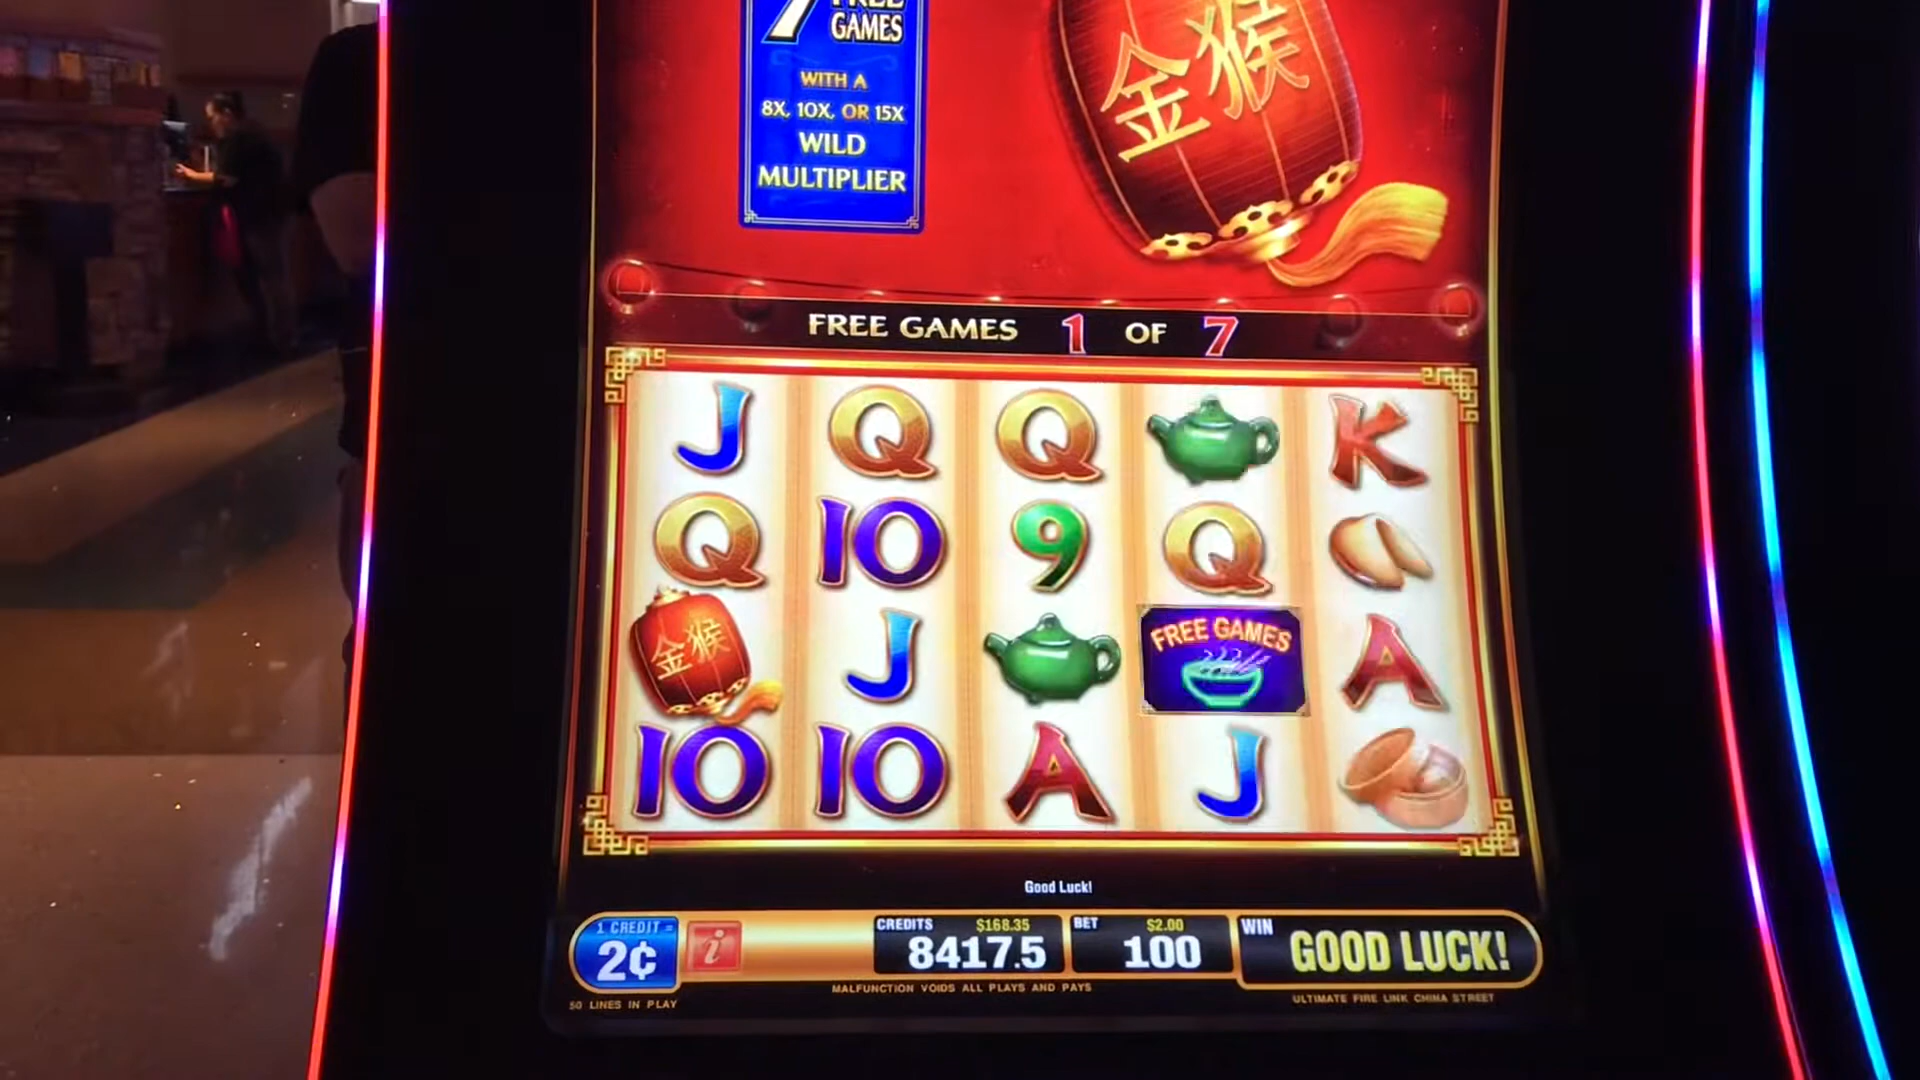 7 FREE
GAMES
WITH A
8X, 10X, OR 15X
WILD
MULTIPLIER
金猴
FREE GAMES 1 OF 7
J Q Q K
Q 10 9 Q
金猴 J FREE GAMES A
10 10 A J
Good Luck!
1 CREDIT =
2¢
i
CREDITS $168.35
8417.5
BET $2.00
100
WIN
GOOD LUCK!
50 LINES IN PLAY
MALFUNCTION VOIDS ALL PLAYS AND PAYS
ULTIMATE FIRE LINK CHINA STREET